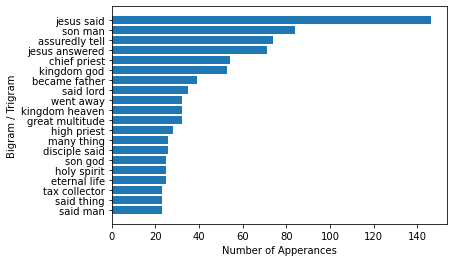 jesus said
son man
assuredly tell
jesus answered
chief priest
kingdom god
became father
said lord
went away
kingdom heaven
great multitude
high priest
many thing
disciple said
son god
holy spirit
eternal life
tax collector
said thing
said man
Bigram / Trigram
0 20 40 60 80 100 120 140
Number of Apperances